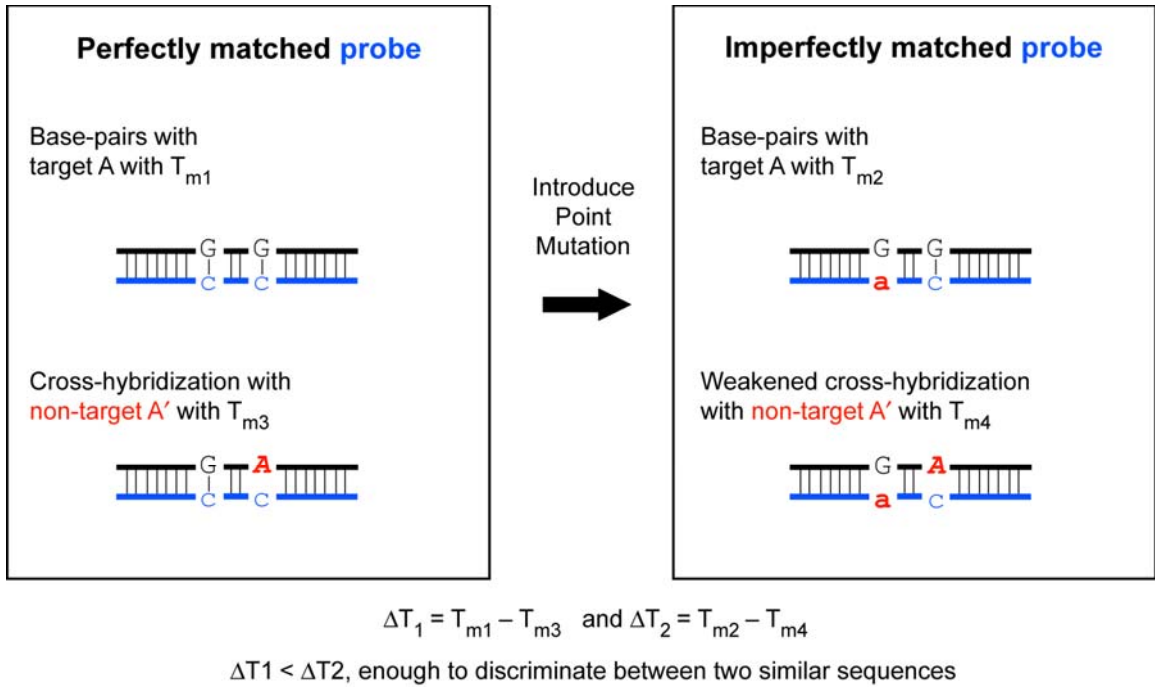 Perfectly matched probe
Base-pairs with
target A with Tm1
G G
C C
Cross-hybridization with
non-target A′ with Tm3
G A
C C
Introduce
Point
Mutation
Imperfectly matched probe
Base-pairs with
target A with Tm2
G G
a C
Weakened cross-hybridization
with non-target A′ with Tm4
G A
a C
ΔT1 = Tm1 – Tm3 and ΔT2 = Tm2 – Tm4
ΔT1 < ΔT2, enough to discriminate between two similar sequences